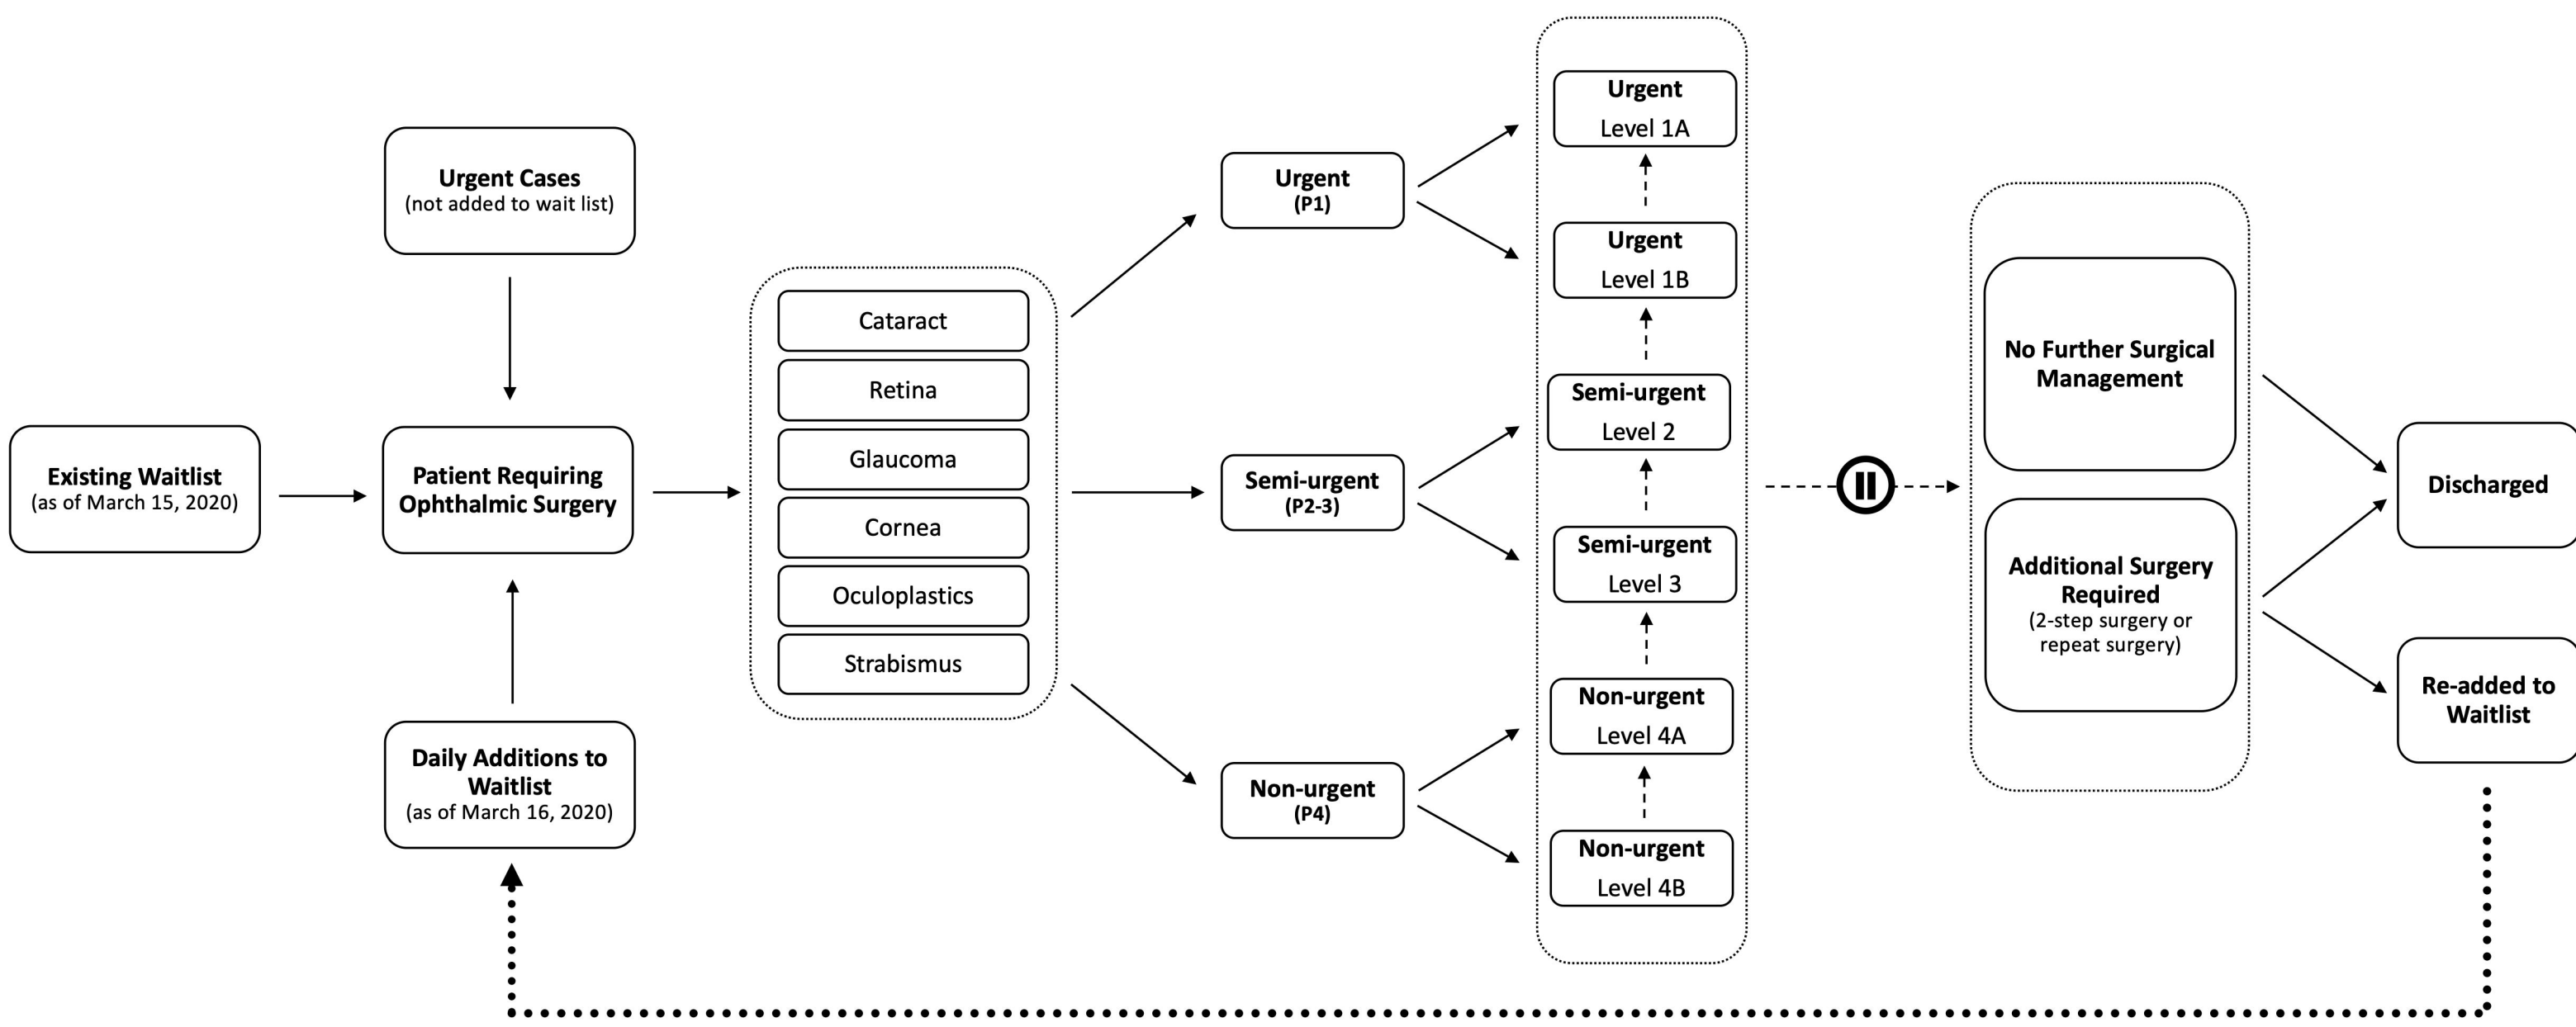 Existing Waitlist
(as of March 15, 2020)
Urgent Cases
(not added to wait list)
Patient Requiring
Ophthalmic Surgery
Daily Additions to
Waitlist
(as of March 16, 2020)
Cataract
Retina
Glaucoma
Cornea
Oculoplastics
Strabismus
Urgent
(P1)
Semi-urgent
(P2-3)
Non-urgent
(P4)
Urgent
Level 1A
Urgent
Level 1B
Semi-urgent
Level 2
Semi-urgent
Level 3
Non-urgent
Level 4A
Non-urgent
Level 4B
No Further Surgical
Management
Additional Surgery
Required
(2-step surgery or
repeat surgery)
Discharged
Re-added to
Waitlist